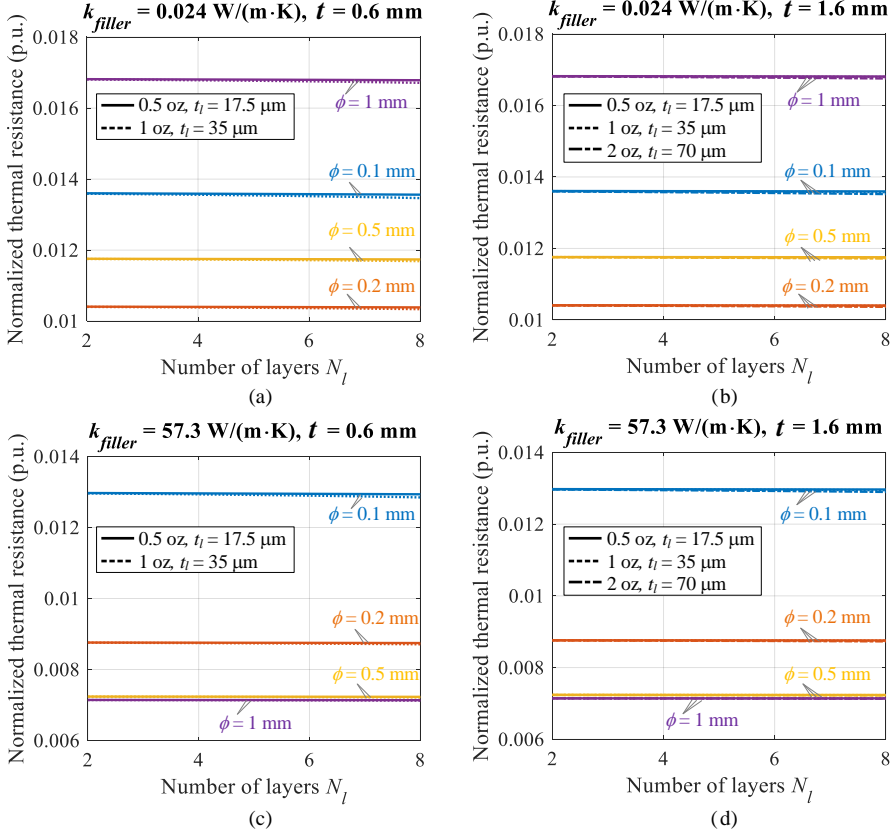 k_filler = 0.024 W/(m·K), t = 0.6 mm
Normalized thermal resistance (p.u.)
0.018
0.016
0.014
0.012
0.01
ϕ = 1 mm
0.5 oz, t_l = 17.5 μm
1 oz, t_l = 35 μm
ϕ = 0.1 mm
ϕ = 0.5 mm
ϕ = 0.2 mm
2 4 6 8
Number of layers N_l
(a)
k_filler = 0.024 W/(m·K), t = 1.6 mm
Normalized thermal resistance (p.u.)
0.018
0.016
0.014
0.012
0.01
ϕ = 1 mm
0.5 oz, t_l = 17.5 μm
1 oz, t_l = 35 μm
2 oz, t_l = 70 μm
ϕ = 0.1 mm
ϕ = 0.5 mm
ϕ = 0.2 mm
2 4 6 8
Number of layers N_l
(b)
k_filler = 57.3 W/(m·K), t = 0.6 mm
Normalized thermal resistance (p.u.)
0.014
0.012
0.01
0.008
0.006
ϕ = 0.1 mm
0.5 oz, t_l = 17.5 μm
1 oz, t_l = 35 μm
ϕ = 0.2 mm
ϕ = 0.5 mm
ϕ = 1 mm
2 4 6 8
Number of layers N_l
(c)
k_filler = 57.3 W/(m·K), t = 1.6 mm
Normalized thermal resistance (p.u.)
0.014
0.012
0.01
0.008
0.006
ϕ = 0.1 mm
0.5 oz, t_l = 17.5 μm
1 oz, t_l = 35 μm
2 oz, t_l = 70 μm
ϕ = 0.2 mm
ϕ = 0.5 mm
ϕ = 1 mm
2 4 6 8
Number of layers N_l
(d)